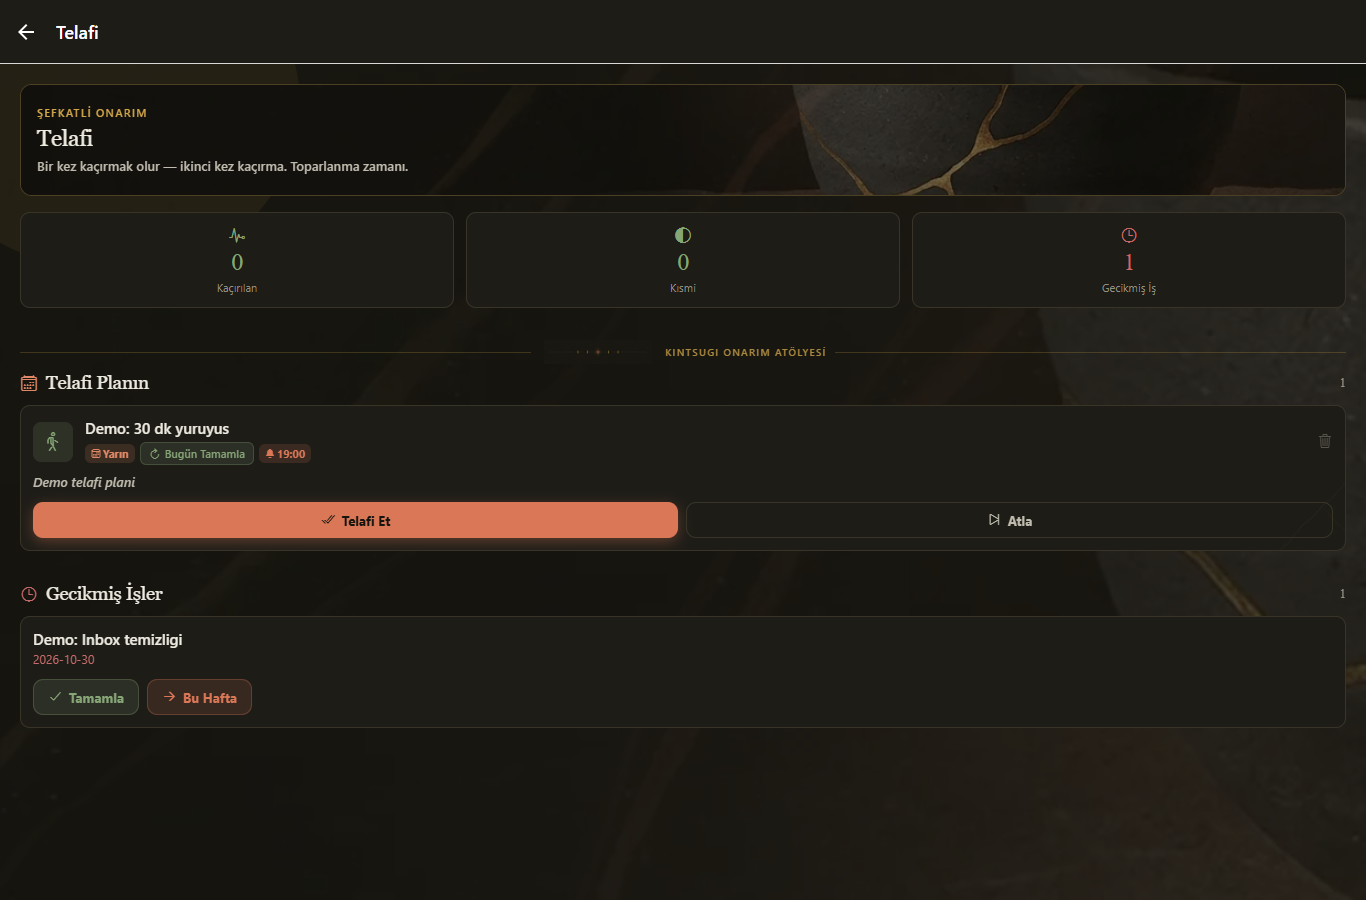 Telafi
ŞEFKATLİ ONARIM
Telafi
Bir kez kaçırmak olur — ikinci kez kaçırma. Toparlanma zamanı.
0
Kaçırılan
0
Kısmi
1
Gecikmiş İş
KINTSUGI ONARIM ATÖLYESİ
Telafi Planın 1
Demo: 30 dk yuruyus
Yarın Bugün Tamamla 19:00
Demo telafi plani
Telafi Et Atla
Gecikmiş İşler 1
Demo: Inbox temizligi
2026-10-30
Tamamla Bu Hafta